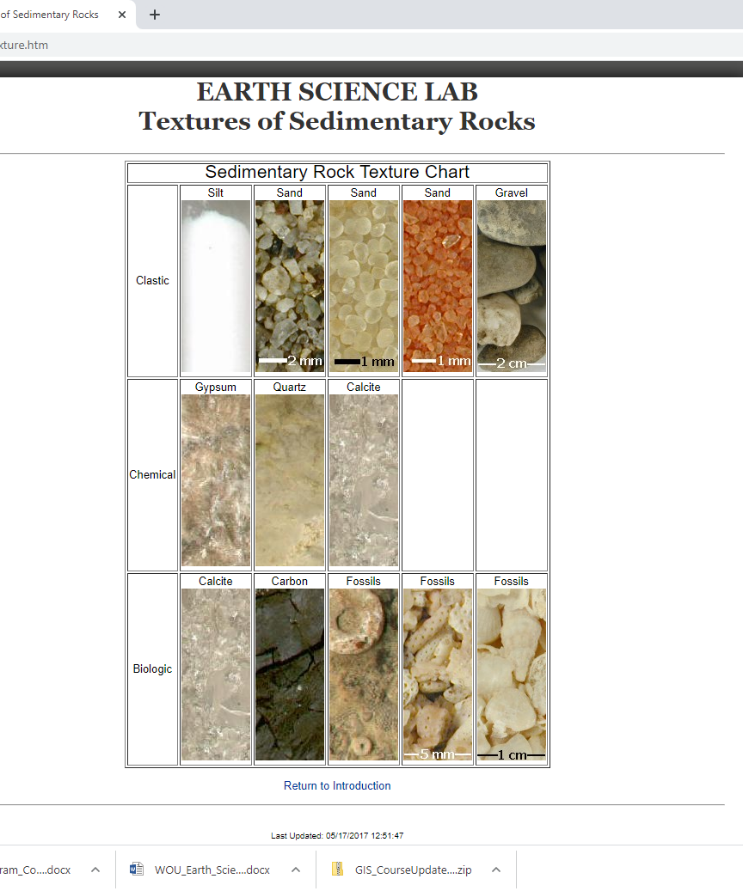 of Sedimentary Rocks
xture.htm
EARTH SCIENCE LAB
Textures of Sedimentary Rocks
Sedimentary Rock Texture Chart
Silt Sand Sand Sand Gravel
Clastic
2 mm 1 mm 1 mm 2 cm
Gypsum Quartz Calcite
Chemical
Calcite Carbon Fossils Fossils Fossils
Biologic
5 mm 1 cm
Return to Introduction
Last Updated: 05/17/2017 12:51:47
ram_Co....docx WOU_Earth_Scie....docx GIS_CourseUpdate....zip